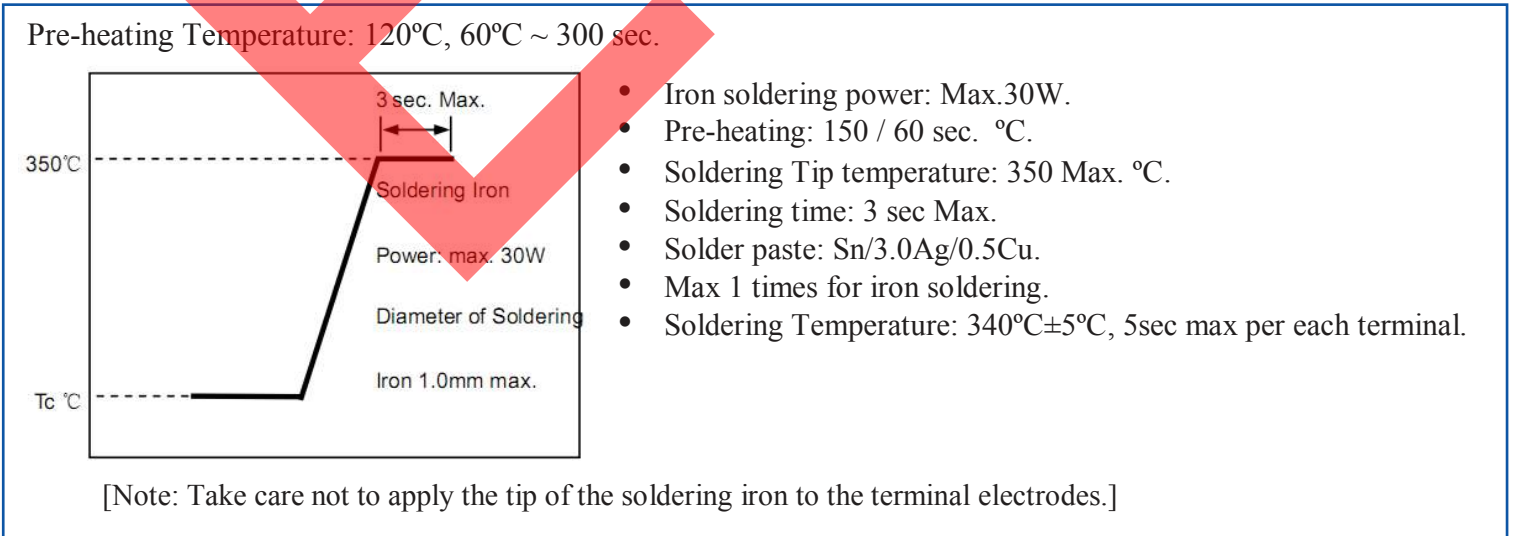 Pre-heating Temperature: 120ºC, 60ºC ~ 300 sec.
3 sec. Max.
350℃
Soldering Iron
Power: max. 30W
Diameter of Soldering
Iron 1.0mm max.
Tc ℃
• Iron soldering power: Max.30W.
• Pre-heating: 150 / 60 sec. ºC.
• Soldering Tip temperature: 350 Max. ºC.
• Soldering time: 3 sec Max.
• Solder paste: Sn/3.0Ag/0.5Cu.
• Max 1 times for iron soldering.
• Soldering Temperature: 340ºC±5ºC, 5sec max per each terminal.
[Note: Take care not to apply the tip of the soldering iron to the terminal electrodes.]